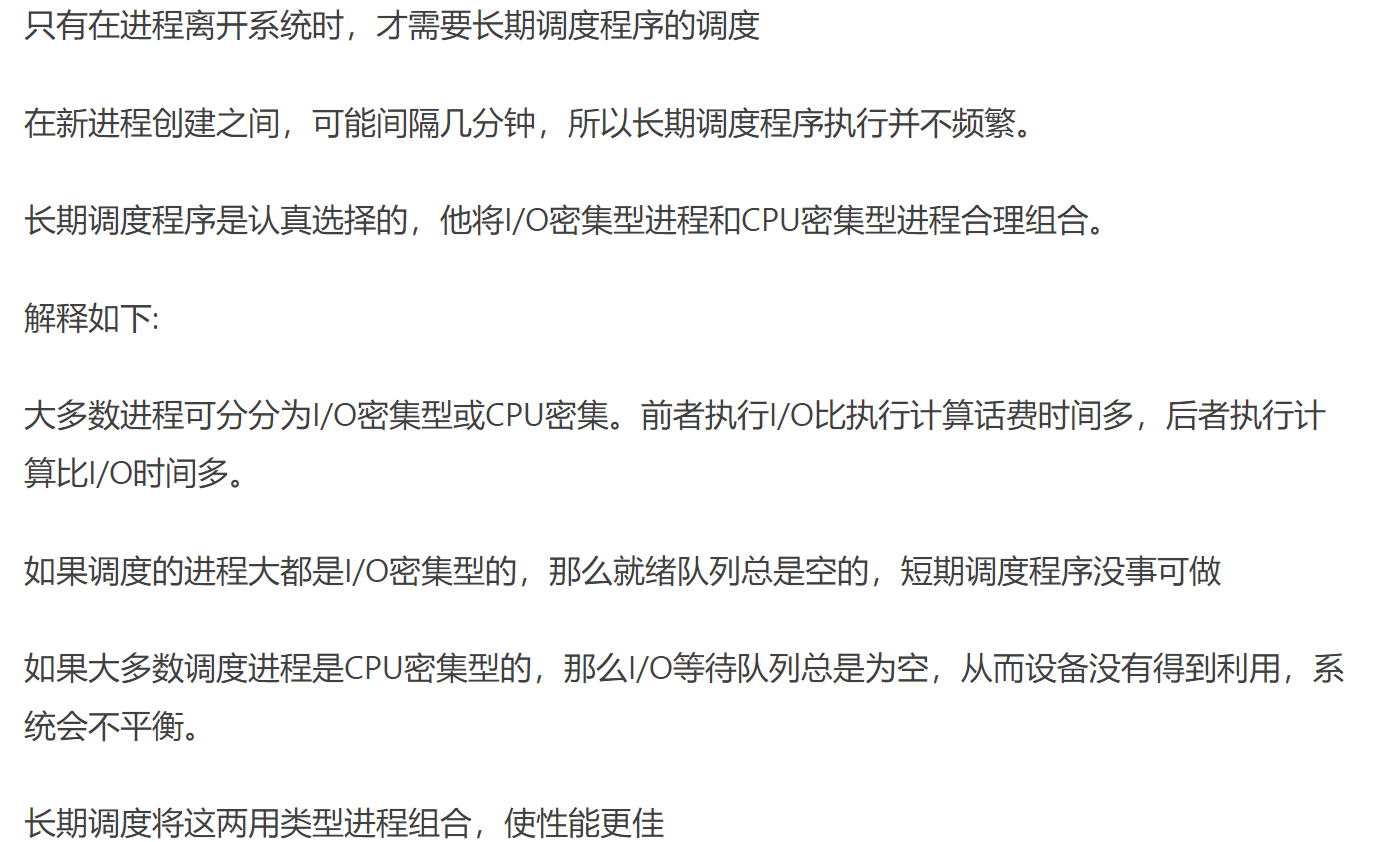 只有在进程离开系统时，才需要长期调度程序的调度
在新进程创建之间，可能间隔几分钟，所以长期调度程序执行并不频繁。
长期调度程序是认真选择的，他将I/O密集型进程和CPU密集型进程合理组合。
解释如下:
大多数进程可分分为I/O密集型或CPU密集。前者执行I/O比执行计算话费时间多，后者执行计
算比I/O时间多。
如果调度的进程大都是I/O密集型的，那么就绪队列总是空的，短期调度程序没事可做
如果大多数调度进程是CPU密集型的，那么I/O等待队列总是为空，从而设备没有得到利用，系
统会不平衡。
长期调度将这两用类型进程组合，使性能更佳